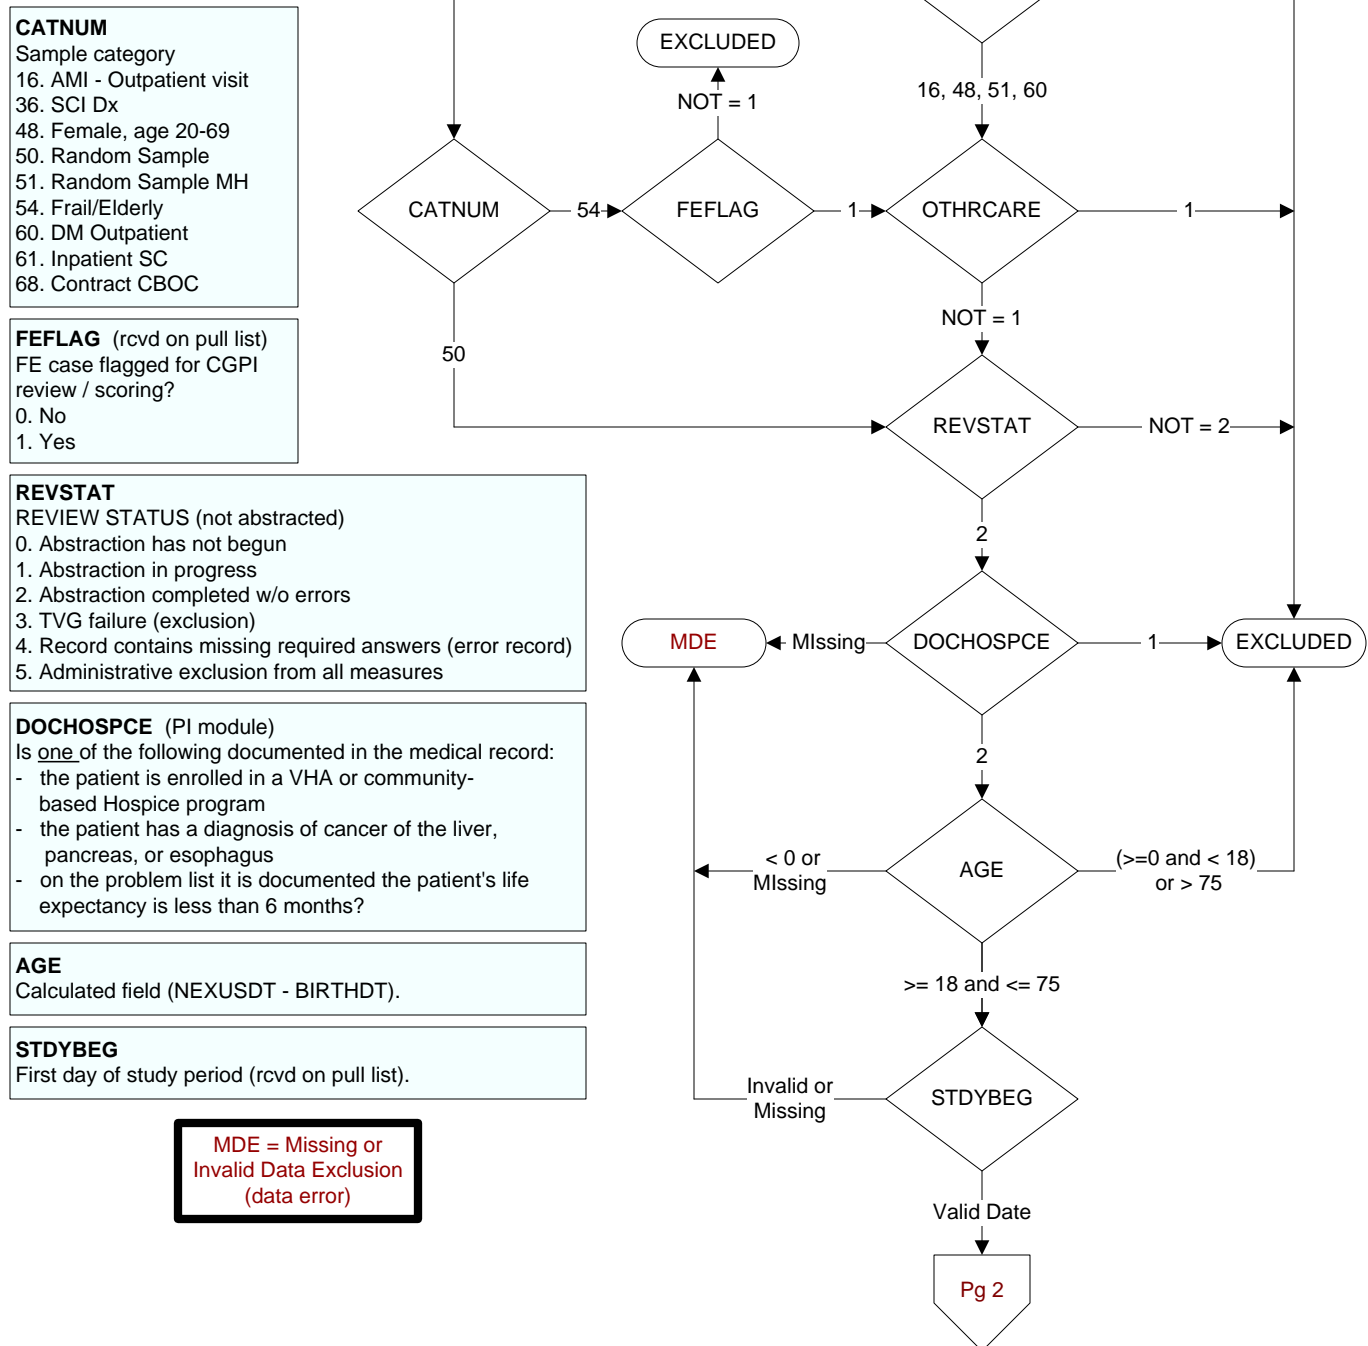 CATNUM
Sample category
16. AMI - Outpatient visit
36. SCI Dx
48. Female, age 20-69
50. Random Sample
51. Random Sample MH
54. Frail/Elderly
60. DM Outpatient
61. Inpatient SC
68. Contract CBOC
FEFLAG (rcvd on pull list)
FE case flagged for CGPI
review / scoring?
0. No
1. Yes
REVSTAT
REVIEW STATUS (not abstracted)
0. Abstraction has not begun
1. Abstraction in progress
2. Abstraction completed w/o errors
3. TVG failure (exclusion)
4. Record contains missing required answers (error record)
5. Administrative exclusion from all measures
DOCHOSPCE (PI module)
Is one of the following documented in the medical record:
- the patient is enrolled in a VHA or community-
based Hospice program
- the patient has a diagnosis of cancer of the liver,
pancreas, or esophagus
- on the problem list it is documented the patient's life
expectancy is less than 6 months?
AGE
Calculated field (NEXUSDT - BIRTHDT).
STDYBEG
First day of study period (rcvd on pull list).
MDE = Missing or
Invalid Data Exclusion
(data error)
EXCLUDED
NOT = 1
16, 48, 51, 60
CATNUM
54
FEFLAG
1
OTHRCARE
1
NOT = 1
50
REVSTAT
NOT = 2
2
MDE
MIssing
DOCHOSPCE
1
EXCLUDED
2
< 0 or
MIssing
AGE
(>=0 and < 18)
or > 75
>= 18 and <= 75
Invalid or
Missing
STDYBEG
Valid Date
Pg 2